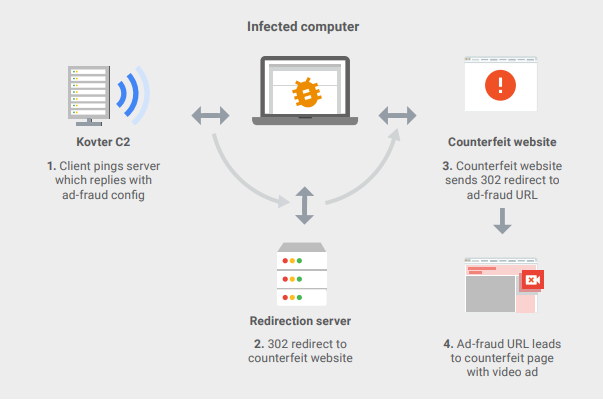 Infected computer
Kovter C2
1. Client pings server
which replies with
ad-fraud config
Counterfeit website
3. Counterfeit website
sends 302 redirect to
ad-fraud URL
Redirection server
2. 302 redirect to
counterfeit website
4. Ad-fraud URL leads
to counterfeit page
with video ad